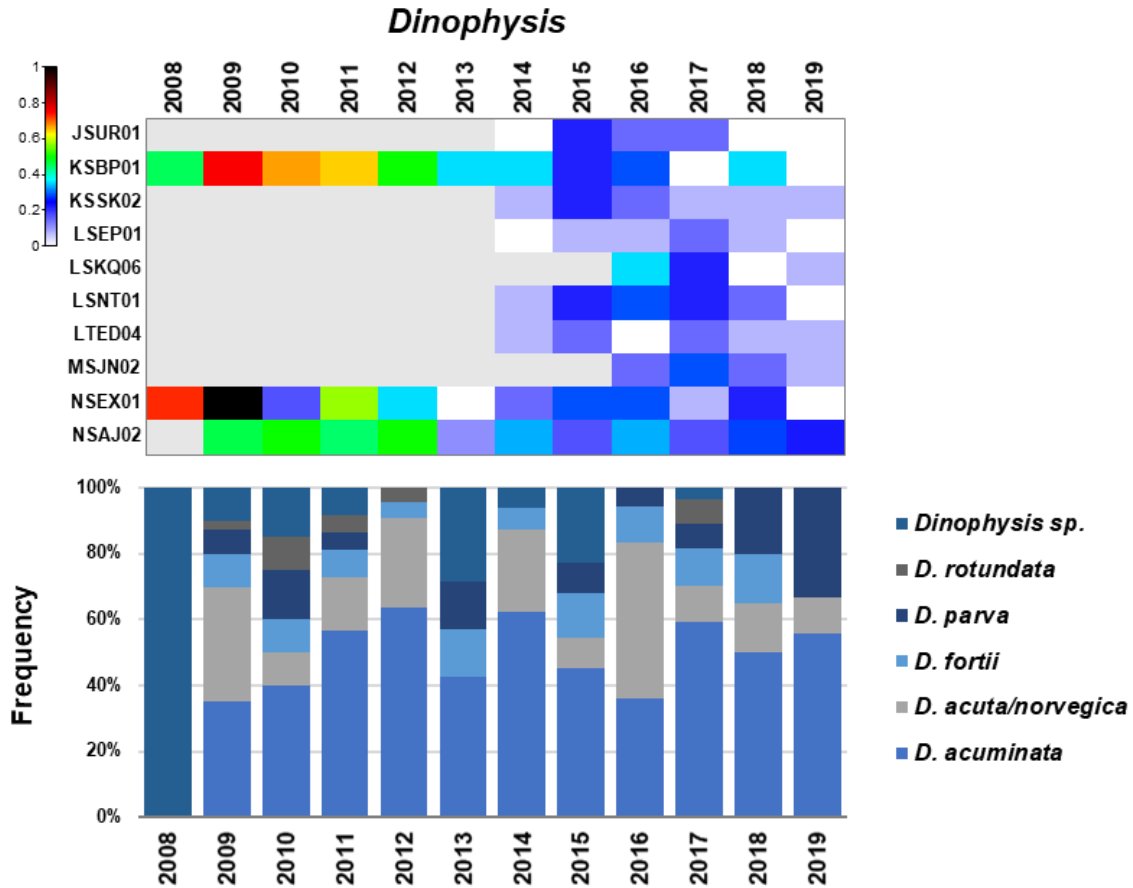 Dinophysis
2008 2009 2010 2011 2012 2013 2014 2015 2016 2017 2018 2019
1
0.8
0.6
0.4
0.2
0
JSUR01
KSBP01
KSSK02
LSEP01
LSKQ06
LSNT01
LTED04
MSJN02
NSEX01
NSAJ02
Frequency
100%
80%
60%
40%
20%
0%
2008 2009 2010 2011 2012 2013 2014 2015 2016 2017 2018 2019
Dinophysis sp.
D. rotundata
D. parva
D. fortii
D. acuta/norvegica
D. acuminata